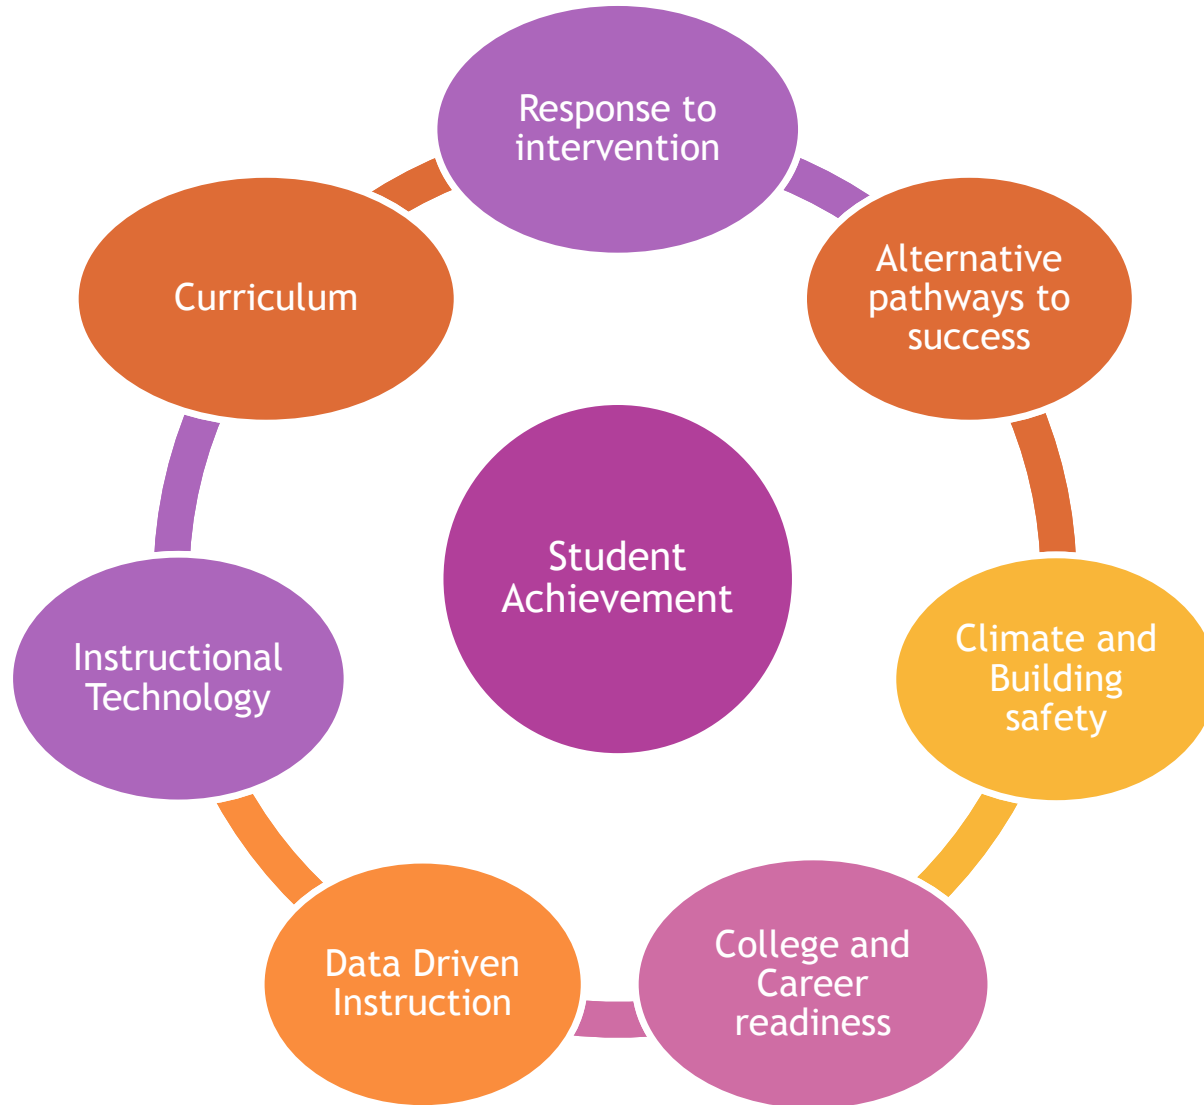 Response to
intervention
Alternative
pathways to
success
Climate and
Building
safety
College and
Career
readiness
Data Driven
Instruction
Instructional
Technology
Curriculum
Student
Achievement